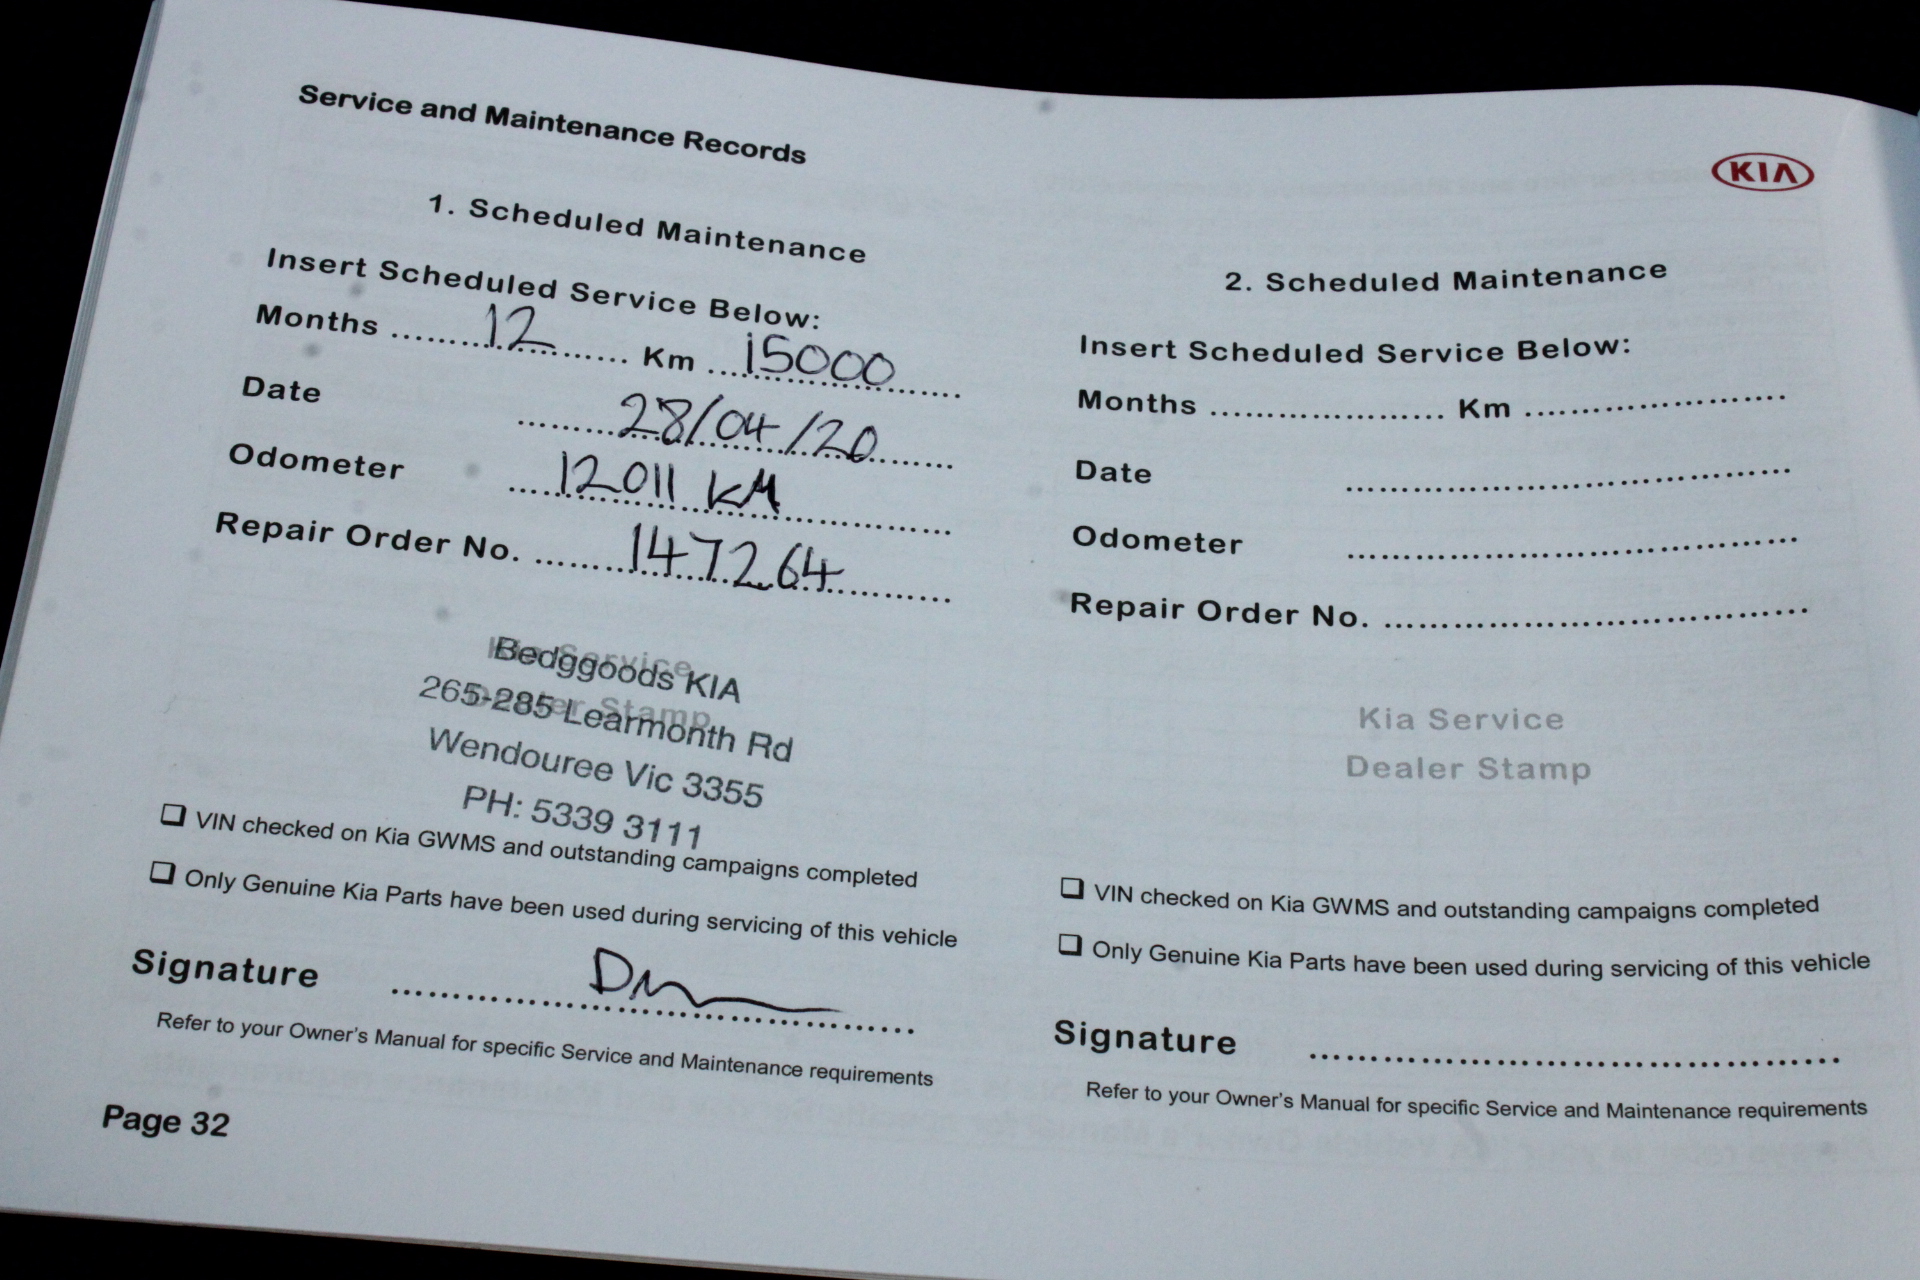 Service and Maintenance Records
KIA
1. Scheduled Maintenance
Insert Scheduled Service Below:
Months ........12........ Km ....15000........
Date ........28/04/20........
Odometer ....12011 KM............
Repair Order No. ........147264........
Kia Service
Dealer Stamp
Bedggoods KIA
265-285 Learmonth Rd
Wendouree Vic 3355
PH: 5339 3111
❏ VIN checked on Kia GWMS and outstanding campaigns completed
❏ Only Genuine Kia Parts have been used during servicing of this vehicle
Signature ........................
Refer to your Owner's Manual for specific Service and Maintenance requirements
Page 32
2. Scheduled Maintenance
Insert Scheduled Service Below:
Months ........................ Km ........................
Date ........................
Odometer ........................
Repair Order No. ........................
Kia Service
Dealer Stamp
❏ VIN checked on Kia GWMS and outstanding campaigns completed
❏ Only Genuine Kia Parts have been used during servicing of this vehicle
Signature ........................
Refer to your Owner's Manual for specific Service and Maintenance requirements